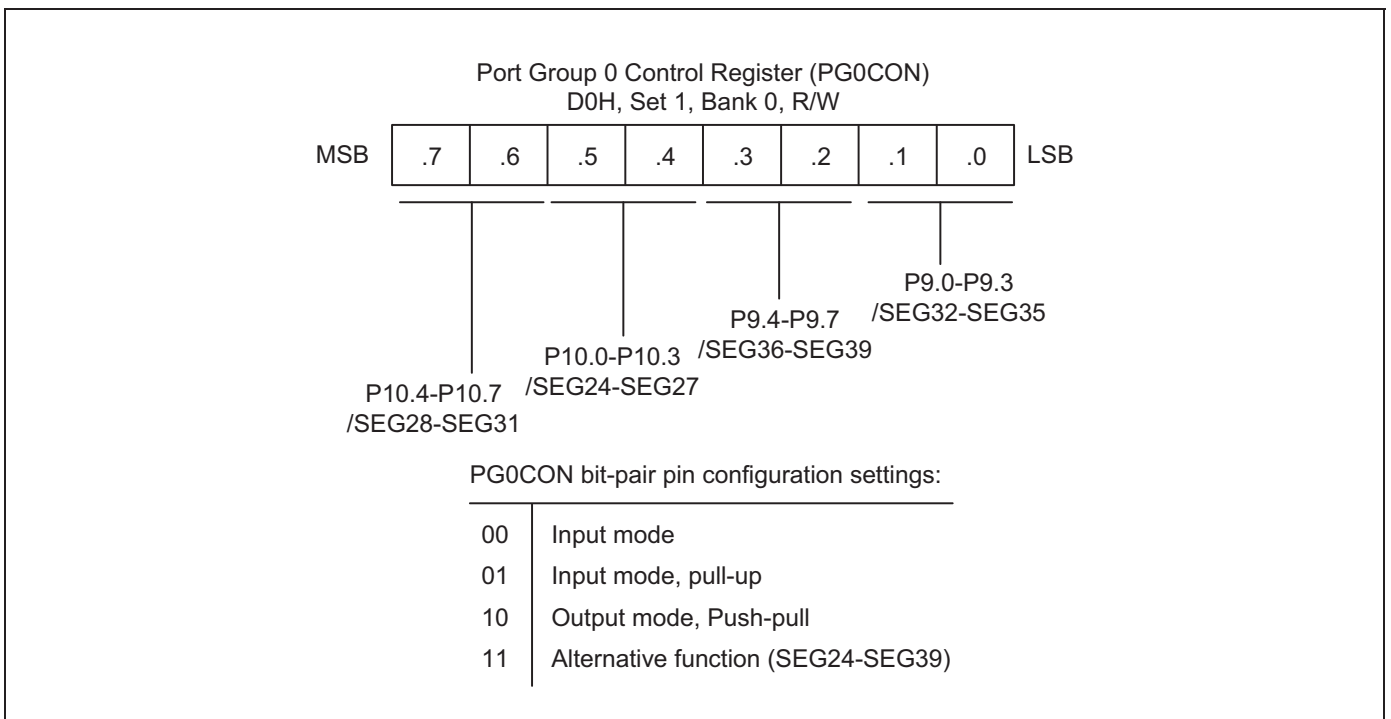 Port Group 0 Control Register (PG0CON)
D0H, Set 1, Bank 0, R/W
MSB .7 .6 .5 .4 .3 .2 .1 .0 LSB
P9.0-P9.3
/SEG32-SEG35
P9.4-P9.7
/SEG36-SEG39
P10.0-P10.3
/SEG24-SEG27
P10.4-P10.7
/SEG28-SEG31
PG0CON bit-pair pin configuration settings:
00 Input mode
01 Input mode, pull-up
10 Output mode, Push-pull
11 Alternative function (SEG24-SEG39)